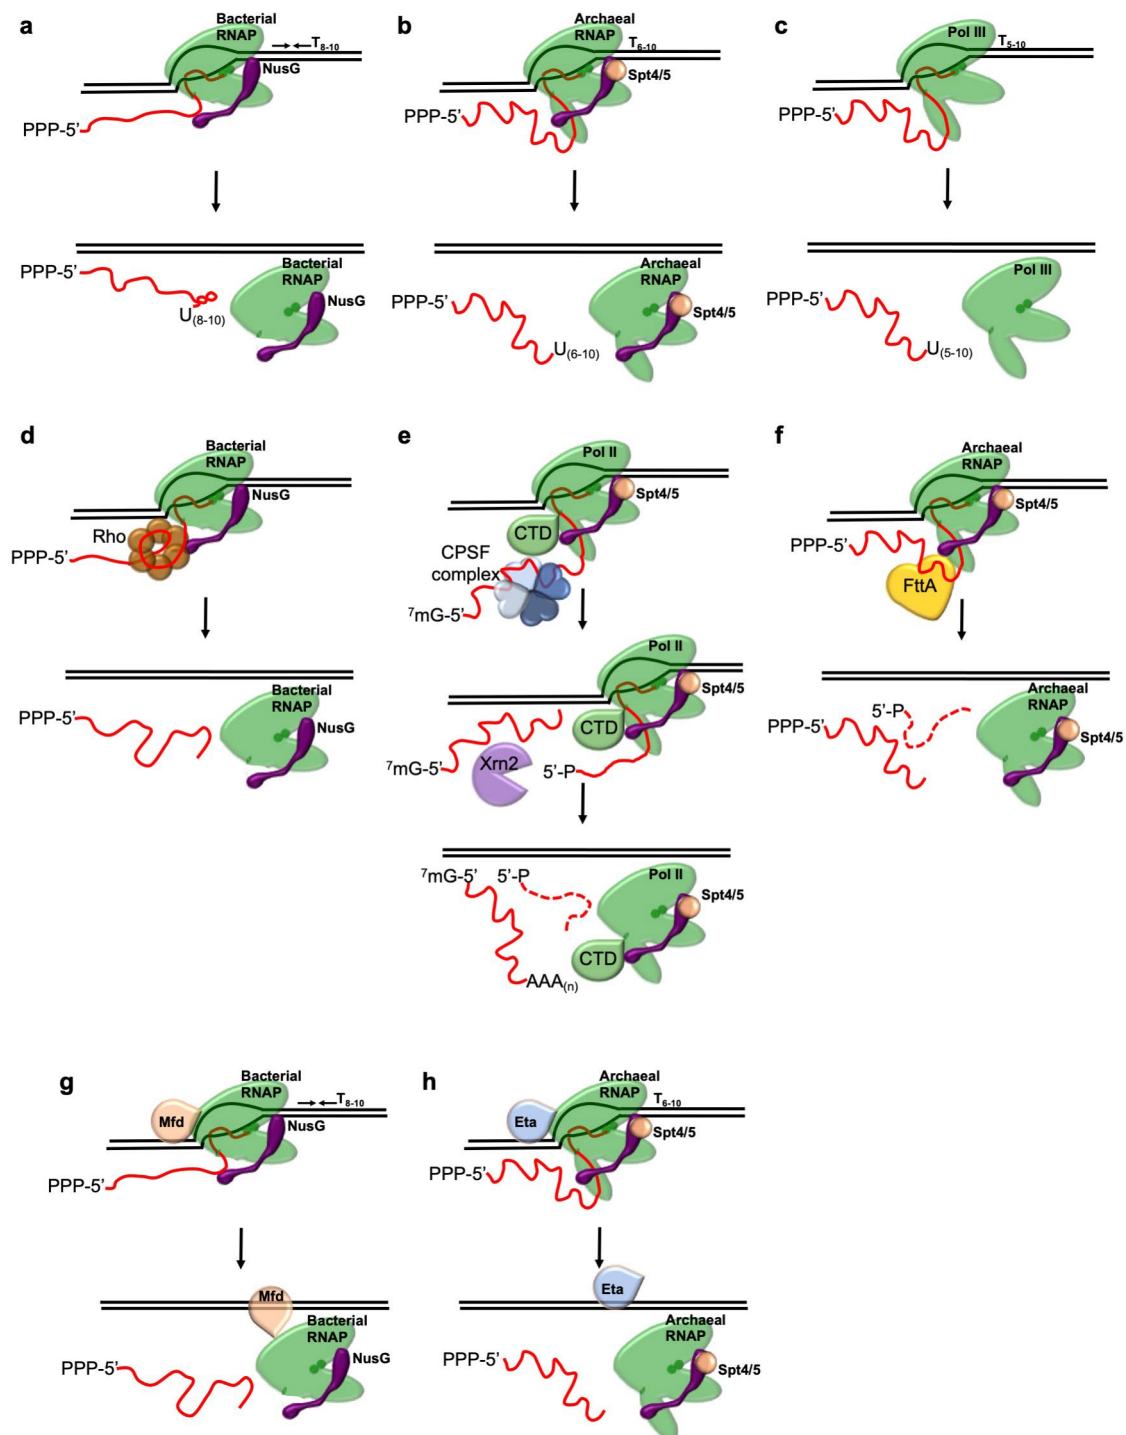 a
Bacterial
RNAP
T8-10
NusG
PPP-5’
PPP-5’
U(8-10)
Bacterial
RNAP
NusG
b
Archaeal
RNAP
T6-10
Spt4/5
PPP-5’
PPP-5’
U(6-10)
Archaeal
RNAP
Spt4/5
c
Pol III
T5-10
PPP-5’
PPP-5’
U(5-10)
Pol III
d
Bacterial
RNAP
NusG
Rho
PPP-5’
PPP-5’
Bacterial
RNAP
NusG
e
Pol II
Spt4/5
CTD
CPSF
complex
7mG-5’
Pol II
Spt4/5
CTD
7mG-5’
Xrn2
5’-P
7mG-5’
5’-P
Pol II
Spt4/5
CTD
AAA(n)
f
Archaeal
RNAP
Spt4/5
PPP-5’
FttA
5’-P
PPP-5’
Archaeal
RNAP
Spt4/5
g
Bacterial
RNAP
T8-10
Mfd
NusG
PPP-5’
Mfd
Bacterial
RNAP
NusG
PPP-5’
h
Archaeal
RNAP
T6-10
Eta
Spt4/5
PPP-5’
Eta
Archaeal
RNAP
Spt4/5
PPP-5’